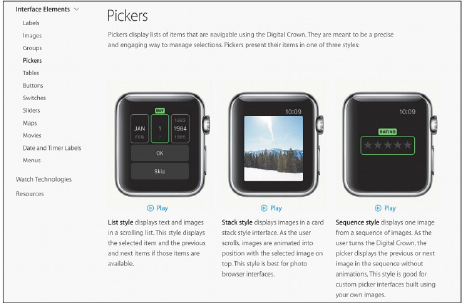 Interface Elements
Labels
Images
Groups
Pickers
Tables
Buttons
Switches
Sliders
Maps
Movies
Date and Timer Labels
Menus
Watch Technologies
Resources
Pickers
Pickers display lists of items that are navigable using the Digital Crown. They are meant to be a precise
and engaging way to manage selections. Pickers present their items in one of three styles:
DAY
JAN 1 1984
OK
Skip
Play
List style displays text and images
in a scrolling list. This style displays
the selected item and the previous
and next items if those items are
available.
10:09
Play
Stack style displays images in a card
stack style interface. As the user
scrolls, images are animated into
position with the selected image on
top. This style is best for photo
browser interfaces.
10:09
RATING
Play
Sequence style displays one image
from a sequence of images. As the
user turns the Digital Crown, the
picker displays the previous or next
image in the sequence without
animations. This style is good for
custom picker interfaces built using
your own images.